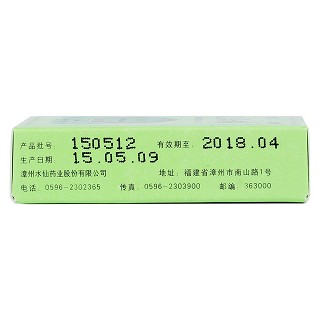 产品批号: 150512 有效期至: 2018.04
生产日期: 15.05.09
漳州水仙药业股份有限公司 地址: 福建省漳州市南山路1号
电话: 0596-2302365 传真: 0596-2303900 邮编: 363000